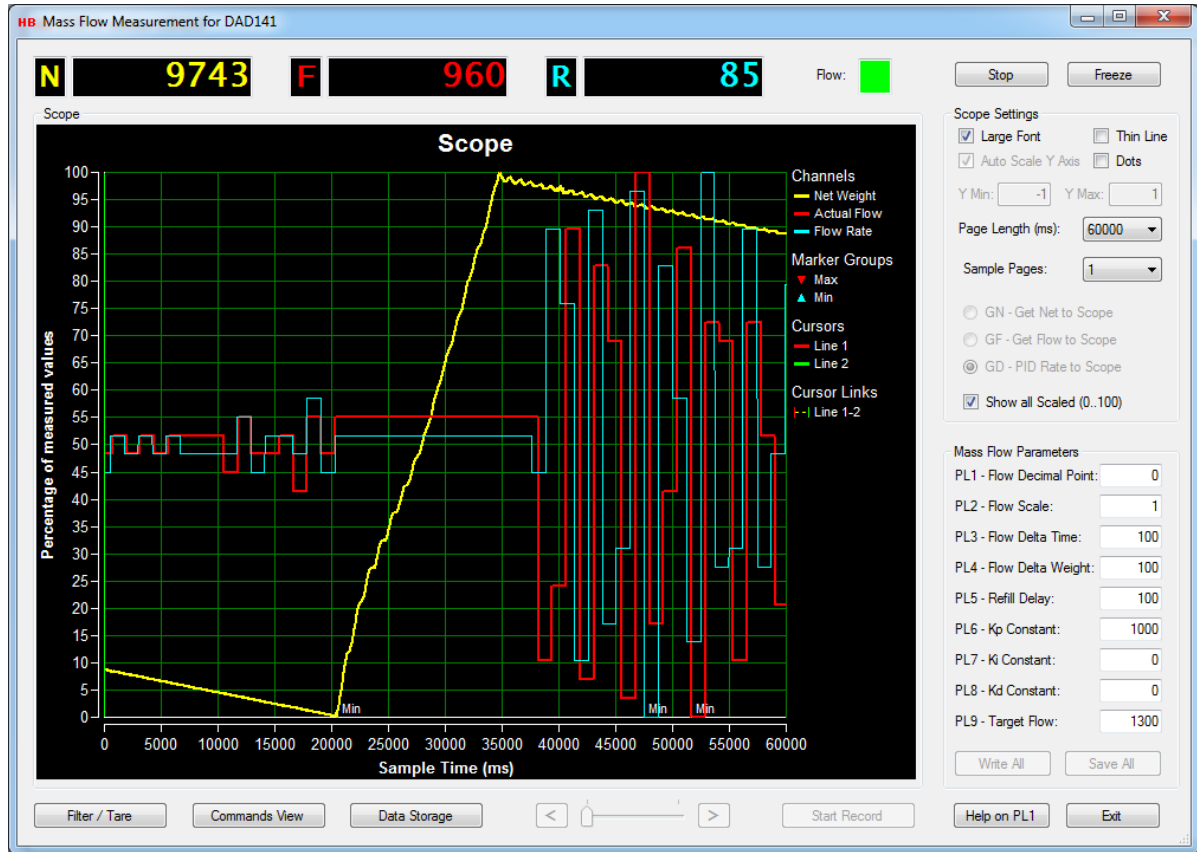 HB Mass Flow Measurement for DAD141
N 9743 F 960 R 85 Flow: Stop Freeze
Scope
Scope
100
95
90
85
80
75
70
65
60
55
50
45
40
35
30
25
20
15
10
5
0
Percentage of measured values
Min Min Min
0 5000 10000 15000 20000 25000 30000 35000 40000 45000 50000 55000 60000
Sample Time (ms)
Channels
Net Weight
Actual Flow
Flow Rate
Marker Groups
Max
Min
Cursors
Line 1
Line 2
Cursor Links
Line 1-2
Scope Settings
Large Font Thin Line
Auto Scale Y Axis Dots
Y Min: -1 Y Max: 1
Page Length (ms): 60000
Sample Pages: 1
GN - Get Net to Scope
GF - Get Flow to Scope
GD - PID Rate to Scope
Show all Scaled (0..100)
Mass Flow Parameters
PL1 - Flow Decimal Point: 0
PL2 - Flow Scale: 1
PL3 - Flow Delta Time: 100
PL4 - Flow Delta Weight: 100
PL5 - Refill Delay: 100
PL6 - Kp Constant: 1000
PL7 - Ki Constant: 0
PL8 - Kd Constant: 0
PL9 - Target Flow: 1300
Write All Save All
Filter / Tare Commands View Data Storage < > Start Record Help on PL1 Exit